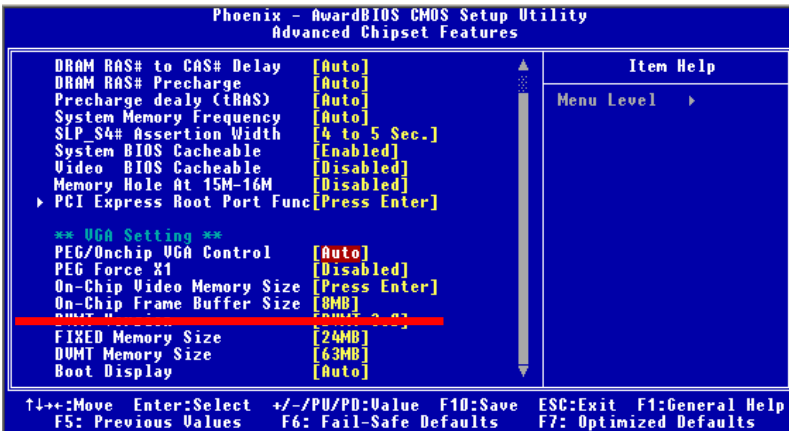 Phoenix - AwardBIOS CMOS Setup Utility
Advanced Chipset Features
DRAM RAS# to CAS# Delay [Auto]
DRAM RAS# Precharge [Auto]
Precharge dealy (tRAS) [Auto]
System Memory Frequency [Auto]
SLP_S4# Assertion Width [4 to 5 Sec.]
System BIOS Cacheable [Enabled]
Video BIOS Cacheable [Disabled]
Memory Hole At 15M-16M [Disabled]
PCI Express Root Port Func[Press Enter]
** VGA Setting **
PEG/Onchip VGA Control [Auto]
PEG Force X1 [Disabled]
On-Chip Video Memory Size [Press Enter]
On-Chip Frame Buffer Size [8MB]
FIXED Memory Size [24MB]
DVMT Memory Size [63MB]
Boot Display [Auto]
Item Help
Menu Level
↑↓→←:Move Enter:Select +/-/PU/PD:Value F10:Save ESC:Exit F1:General Help
F5: Previous Values F6: Fail-Safe Defaults F7: Optimized Defaults